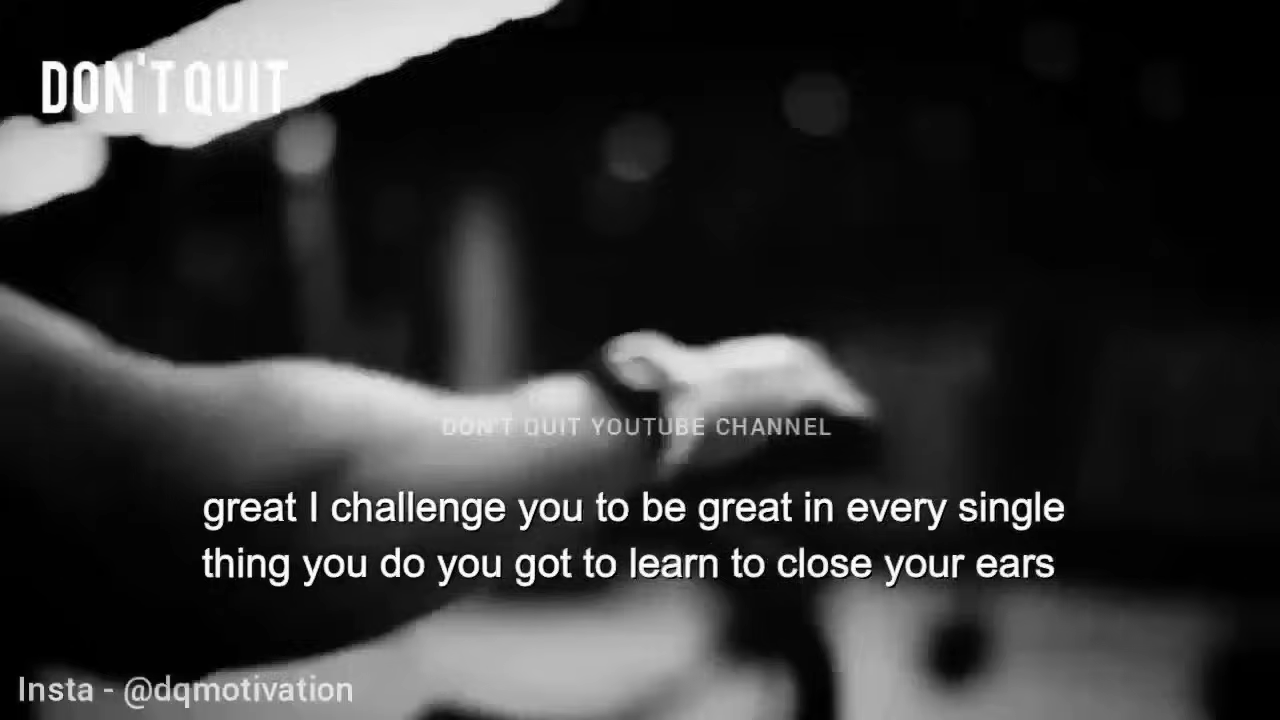 DON'T QUIT
DON'T QUIT YOUTUBE CHANNEL
great I challenge you to be great in every single
thing you do you got to learn to close your ears
Insta - @dqmotivation